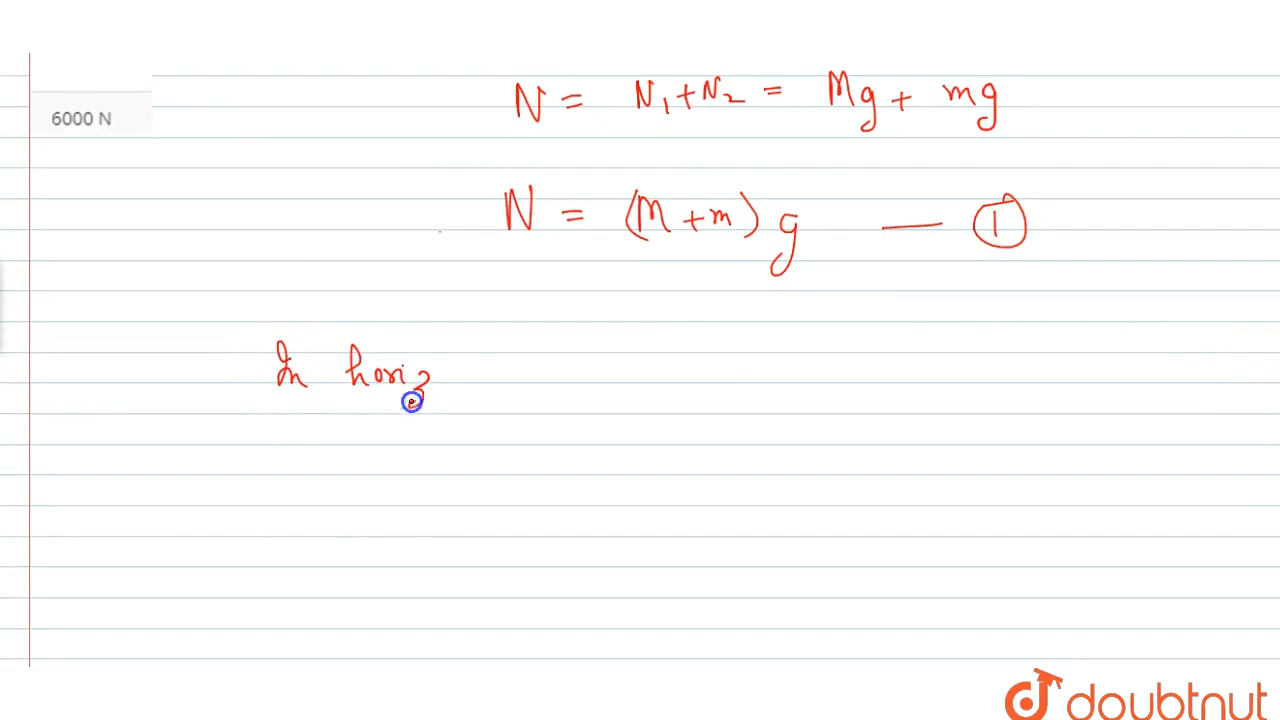 6000 N
N = N₁ + N₂ = Mg + mg
N = (M + m) g — ①
In horiz
doubtnut